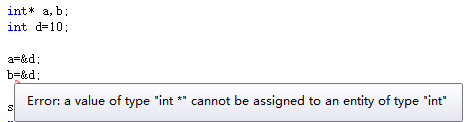 int* a,b;
int d=10;
a=&d;
b=&d;
Error: a value of type "int *" cannot be assigned to an entity of type "int"
s